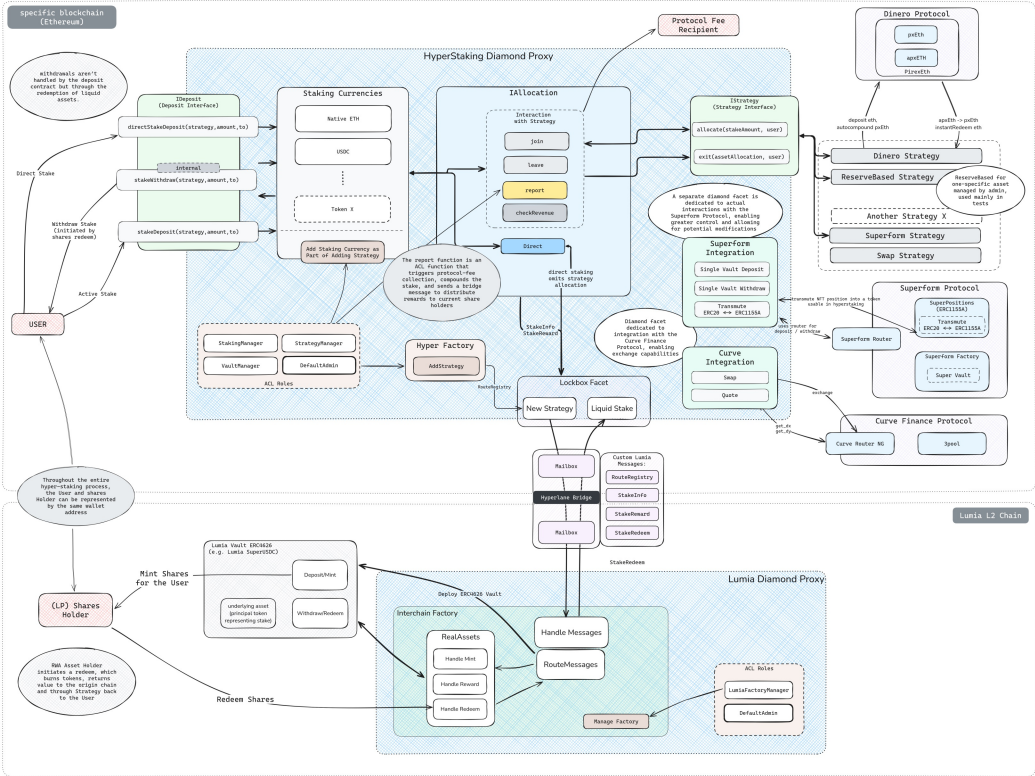 specific blockchain
(Ethereum)
withdrawals aren't
handled by the deposit
contract but through the
redemption of liquid
assets.
HyperStaking Diamond Proxy
Protocol Fee
Recipient
Dinero Protocol
pxEth
apxETH
PirexEth
IDeposit
(Deposit Interface)
directStakeDeposit(strategy,amount,to)
internal
stakeWithdraw(strategy,amount,to)
stakeDeposit(strategy,amount,to)
Direct Stake
Withdraw Stake
(initiated by
shares redeem)
Active Stake
USER
Staking Currencies
Native ETH
USDC
Token X
Add Staking Currency as
Part of Adding Strategy
IAllocation
Interaction
with Strategy
join
leave
report
checkRevenue
Direct
direct staking
omits strategy
allocation
The report function is an
ACL function that
triggers protocol-fee
collection, compounds the
stake, and sends a bridge
message to distribute
rewards to current share
holders
IStrategy
(Strategy Interface)
allocate(stakeAmount, user)
exit(assetAllocation, user)
deposit eth,
autocompound pxEth
apxEth -> pxEth
instantRedeem eth
Dinero Strategy
ReserveBased Strategy
Another Strategy X
Superform Strategy
Swap Strategy
ReserveBased for
one-specific asset
managed by admin,
used mainly in
tests
A separate diamond facet is
dedicated to actual
interactions with the
Superform Protocol, enabling
greater control and allowing
for potential modifications
Superform
Integration
Single Vault Deposit
Single Vault Withdraw
Transmute
ERC20 <-> ERC1155A
transmute NFT position into a token
usable in hyperstaking
uses router for
deposit / withdraw
Superform Protocol
SuperPositions
(ERC1155A)
Transmute
ERC20 <-> ERC1155A
Superform Router
Superform Factory
Super Vault
Diamond Facet
dedicated to
integration with the
Curve Finance
Protocol, enabling
exchange capabilities
Curve
Integration
Swap
Quote
exchange
get_dx
get_dy
Curve Finance Protocol
Curve Router NG
3pool
StakingManager
StrategyManager
VaultManager
DefaultAdmin
ACL Roles
Hyper Factory
AddStrategy
RouteRegistry
StakeInfo
StakeReward
Lockbox Facet
New Strategy
Liquid Stake
Mailbox
Hyperlane Bridge
Mailbox
Custom Lumia
Messages:
RouteRegistry
StakeInfo
StakeReward
StakeRedeem
StakeRedeem
Throughout the entire
hyper-staking process,
the User and shares
Holder can be represented
by the same wallet
address
Lumia L2 Chain
Lumia Vault ERC4626
(e.g. Lumia SuperUSDC)
Deposit/Mint
underlying asset
(principal token
representing stake)
Withdraw/Redeem
Mint Shares
for the User
(LP) Shares
Holder
RWA Asset Holder
initiates a redeem, which
burns tokens, returns
value to the origin chain
and through Strategy back
to the User
Redeem Shares
Deploy ERC4626 Vault
Lumia Diamond Proxy
Interchain Factory
RealAssets
Handle Mint
Handle Reward
Handle Redeem
Handle Messages
RouteMessages
Manage Factory
ACL Roles
LumiaFactoryManager
DefaultAdmin